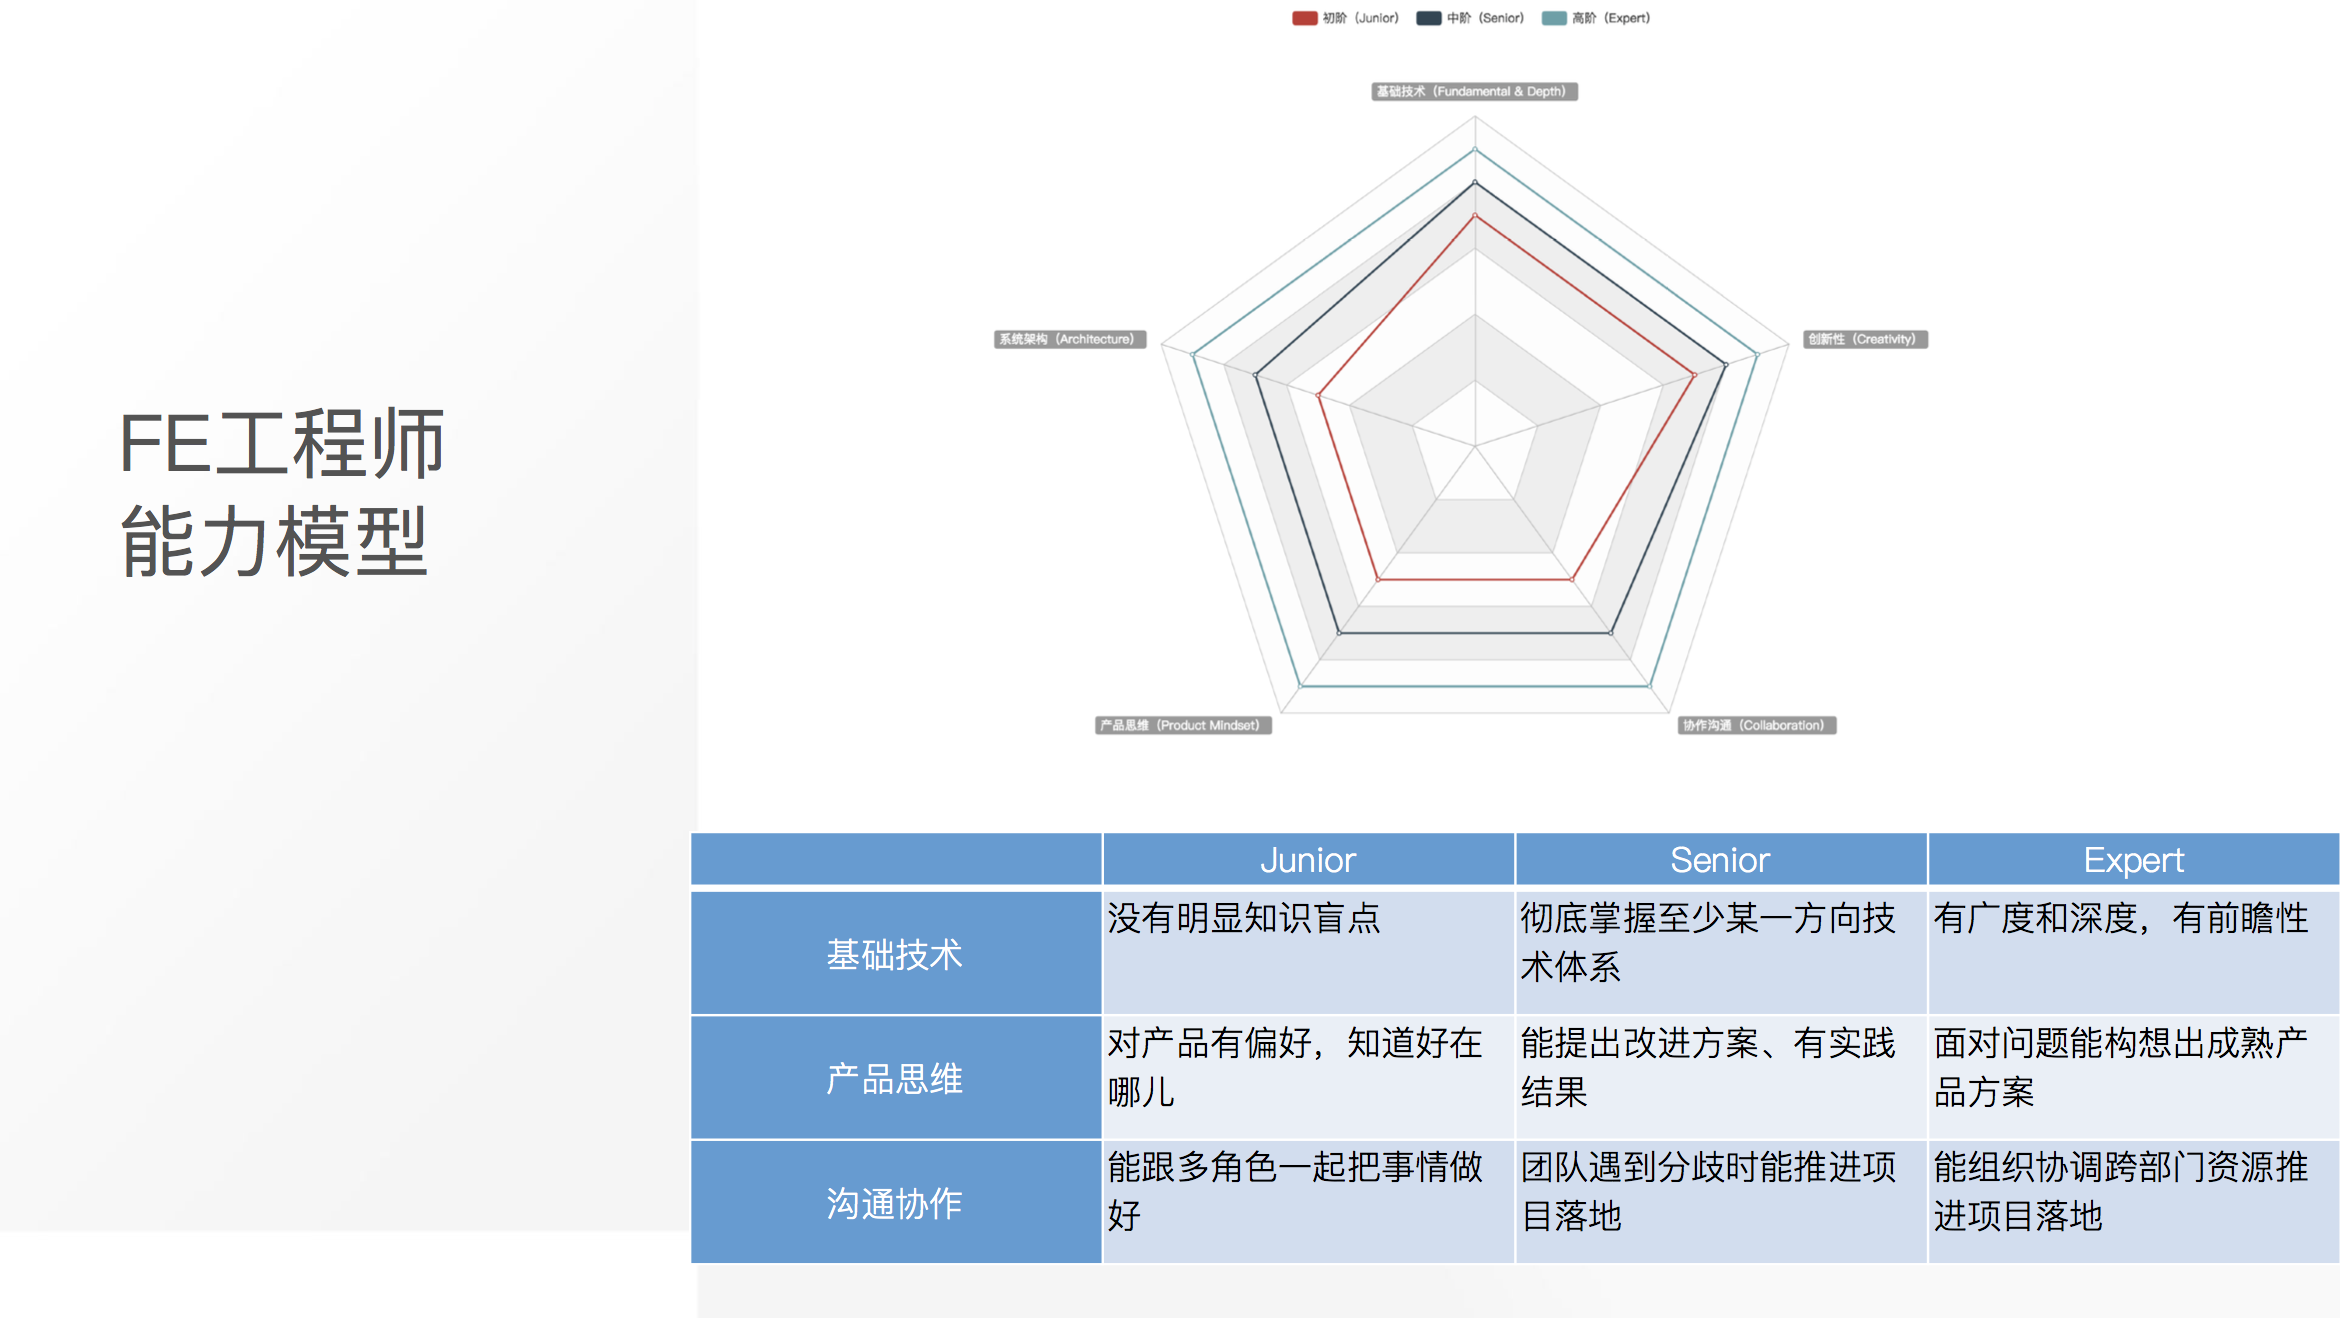 初阶（Junior）
中阶（Senior）
高阶（Expert）
基础技术（Fundamental & Depth）
系统架构（Architecture）
创新性（Creativity）
FE工程师
能力模型
产品思维（Product Mindset）
协作沟通（Collaboration）
Junior
Senior
Expert
基础技术
没有明显知识盲点
彻底掌握至少某一方向技
术体系
有广度和深度，有前瞻性
产品思维
对产品有偏好，知道好在
哪儿
能提出改进方案、有实践
结果
面对问题能构想出成熟产
品方案
沟通协作
能跟多角色一起把事情做
好
团队遇到分歧时能推进项
目落地
能组织协调跨部门资源推
进项目落地